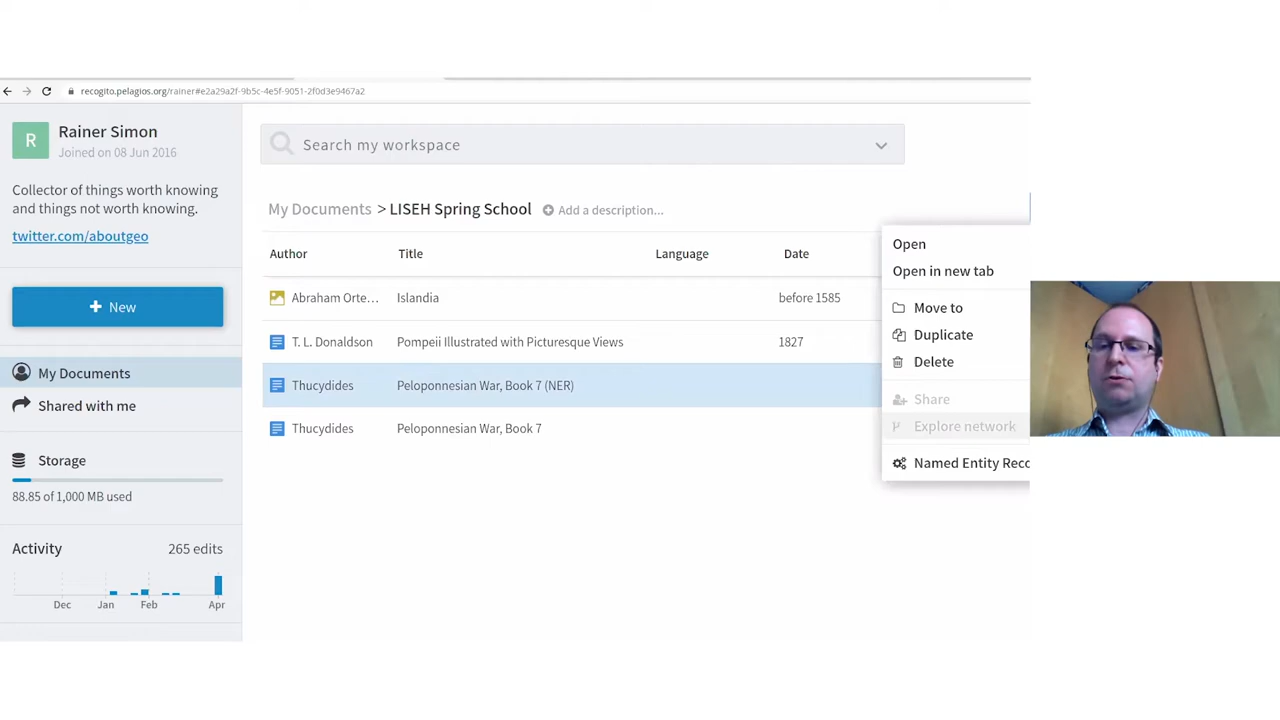 recogito.pelagios.org/rainer#e2a29a2f-9b5c-4e5f-9051-2f0d3e9467a2
R
Rainer Simon
Joined on 08 Jun 2016
Collector of things worth knowing
and things not worth knowing.
twitter.com/aboutgeo
+ New
My Documents
Shared with me
Storage
88.85 of 1,000 MB used
Activity 265 edits
Dec Jan Feb Apr
Search my workspace
My Documents > LISEH Spring School Add a description...
Author Title Language Date
Abraham Orte... Islandia before 1585
T. L. Donaldson Pompeii Illustrated with Picturesque Views 1827
Thucydides Peloponnesian War, Book 7 (NER)
Thucydides Peloponnesian War, Book 7
Open
Open in new tab
Move to
Duplicate
Delete
Share
Explore network
Named Entity Reco